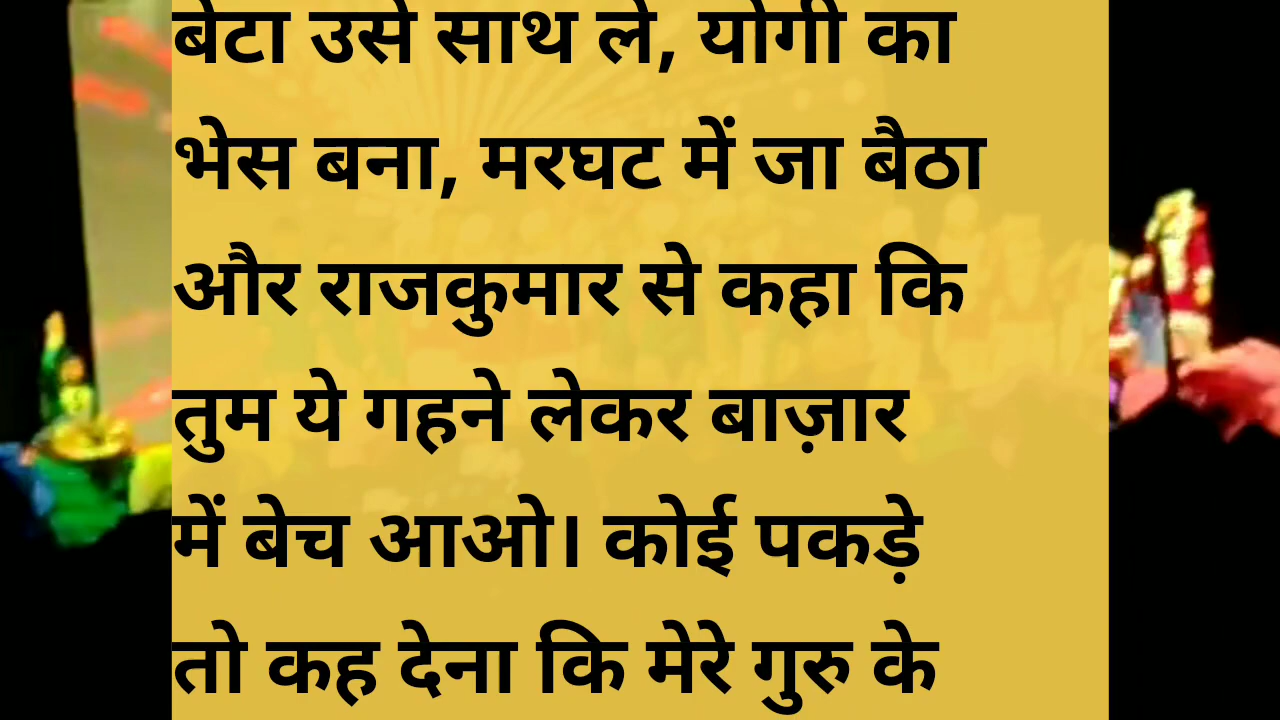 बेटा उसे साथ ले, योगी का
भेस बना, मरघट में जा बैठा
और राजकुमार से कहा कि
तुम ये गहने लेकर बाज़ार
में बेच आओ। कोई पकड़े
तो कह देना कि मेरे गुरु के